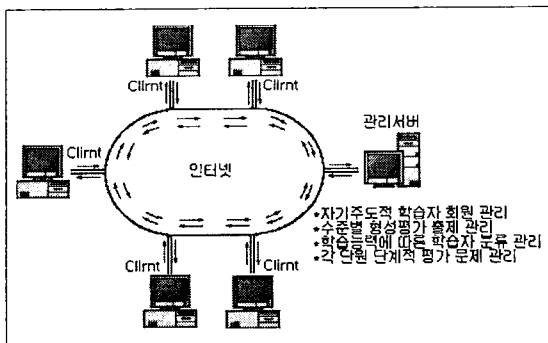 Clirnt
Clirnt
관리서버
Clirnt
인터넷
*자기주도적 학습자 회원 관리
*수준별 형성평가 출제 관리
*학습능력에 따른 학습자 분류 관리
*각 단원 단계적 평가 문제 관리
Clirnt
Clirnt